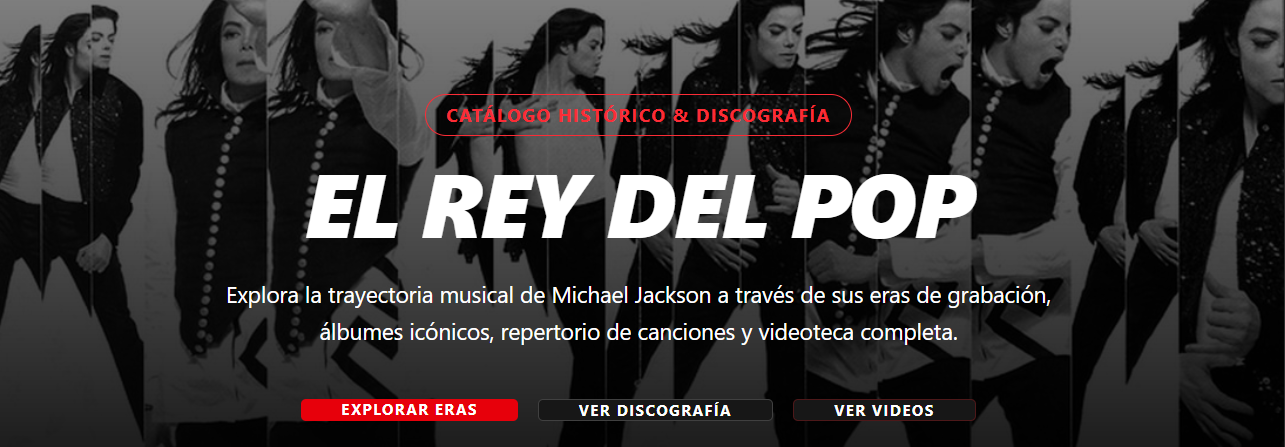 CATÁLOGO HISTÓRICO & DISCOGRAFÍA
EL REY DEL POP
Explora la trayectoria musical de Michael Jackson a través de sus eras de grabación,
álbumes icónicos, repertorio de canciones y videoteca completa.
EXPLORAR ERAS
VER DISCOGRAFÍA
VER VIDEOS